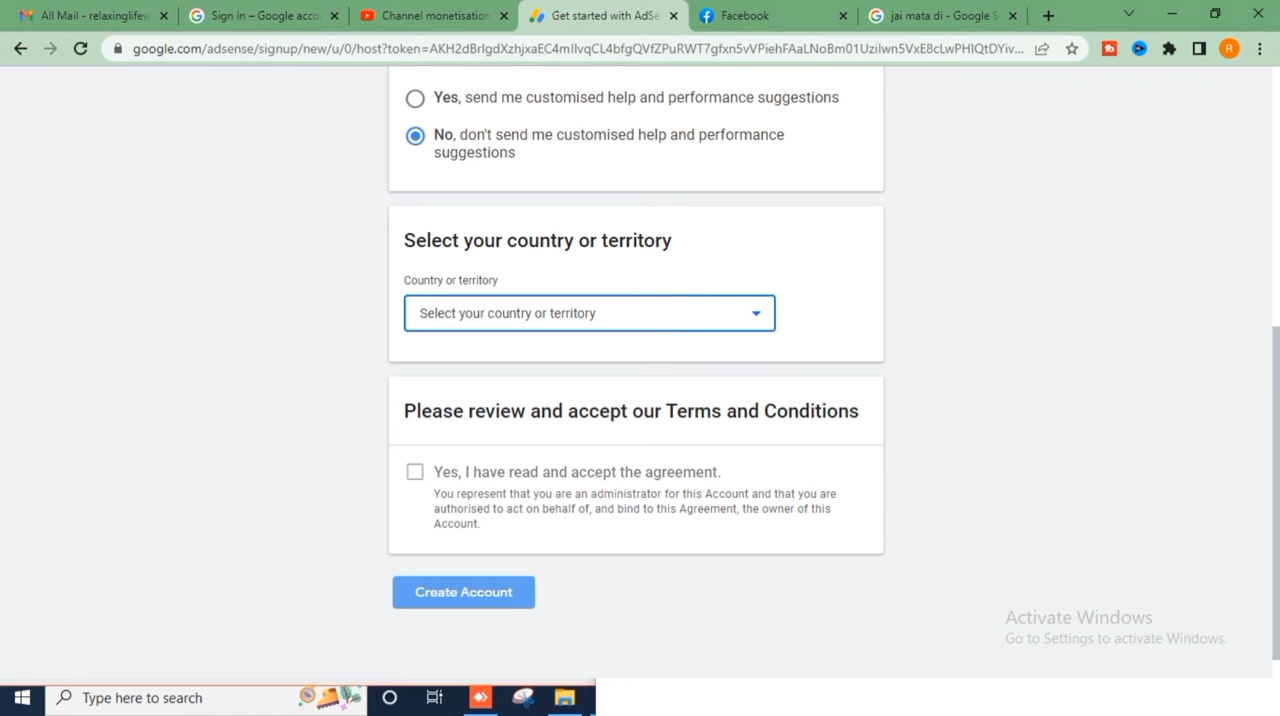 All Mail - relaxinglifew
Sign in – Google acco
Channel monetisation
Get started with AdSe
Facebook
jai mata di - Google S
google.com/adsense/signup/new/u/0/host?token=
R
Yes, send me customised help and performance suggestions
No, don't send me customised help and performance
suggestions
Select your country or territory
Country or territory
Select your country or territory
Please review and accept our Terms and Conditions
Yes, I have read and accept the agreement.
You represent that you are an administrator for this Account and that you are
authorised to act on behalf of, and bind to this Agreement, the owner of this
Account.
Create Account
Activate Windows
Go to Settings to activate Windows.
Type here to search